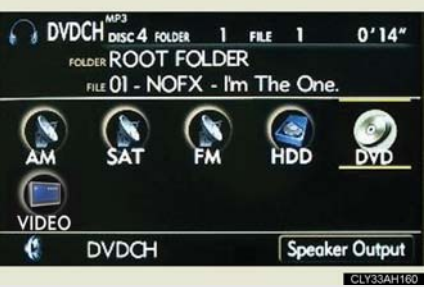 MP3
DVDCH DISC 4 FOLDER 1 FILE 1 0'14"
FOLDER ROOT FOLDER
FILE 01 - NOFX - I'm The One.
AM SAT FM HDD DVD
VIDEO
DVDCH Speaker Output
CLY33AH160